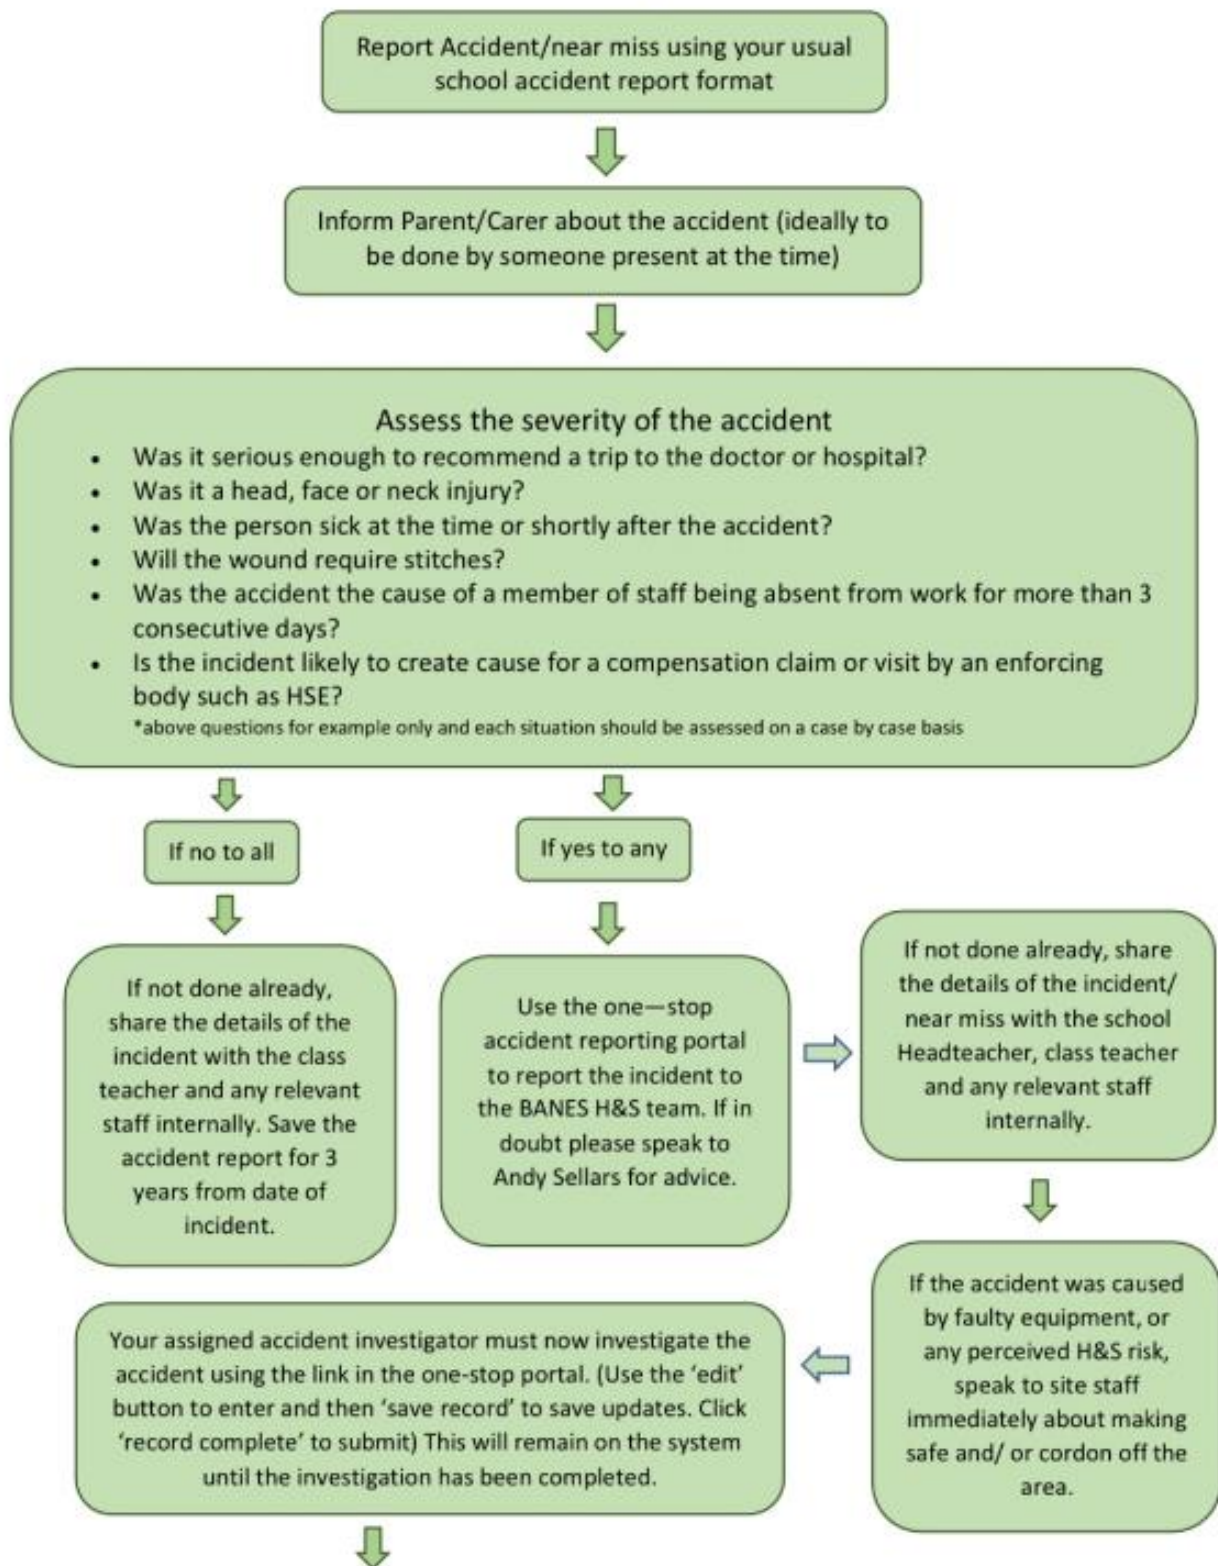 Report Accident/near miss using your usual
school accident report format
Inform Parent/Carer about the accident (ideally to
be done by someone present at the time)
Assess the severity of the accident
• Was it serious enough to recommend a trip to the doctor or hospital?
• Was it a head, face or neck injury?
• Was the person sick at the time or shortly after the accident?
• Will the wound require stitches?
• Was the accident the cause of a member of staff being absent from work for more than 3
consecutive days?
• Is the incident likely to create cause for a compensation claim or visit by an enforcing
body such as HSE?
*above questions for example only and each situation should be assessed on a case by case basis
If no to all
If yes to any
If not done already,
share the details of the
incident with the class
teacher and any relevant
staff internally. Save the
accident report for 3
years from date of
incident.
Use the one—stop
accident reporting portal
to report the incident to
the BANES H&S team. If in
doubt please speak to
Andy Sellars for advice.
If not done already, share
the details of the incident/
near miss with the school
Headteacher, class teacher
and any relevant staff
internally.
If the accident was caused
by faulty equipment, or
any perceived H&S risk,
speak to site staff
immediately about making
safe and/ or cordon off the
area.
Your assigned accident investigator must now investigate the
accident using the link in the one-stop portal. (Use the ‘edit’
button to enter and then ‘save record’ to save updates. Click
‘record complete’ to submit) This will remain on the system
until the investigation has been completed.